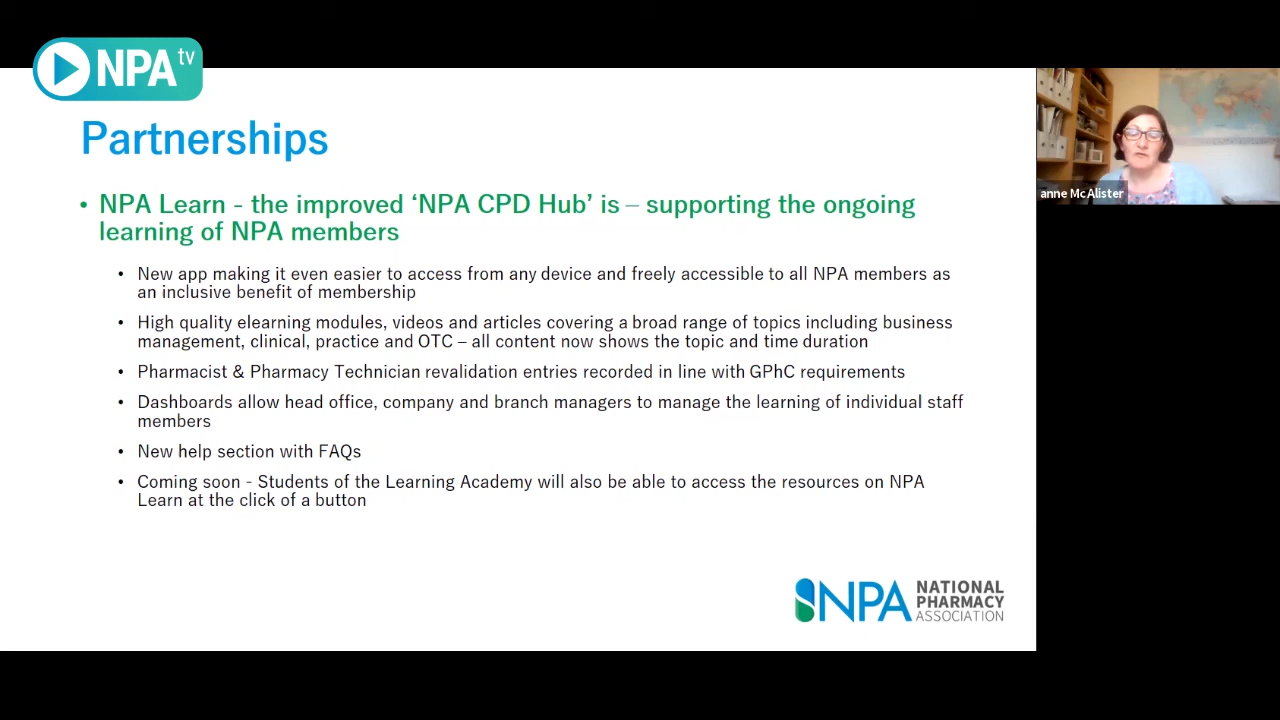 NPA tv
Partnerships
• NPA Learn - the improved ‘NPA CPD Hub’ is – supporting the ongoing
learning of NPA members
• New app making it even easier to access from any device and freely accessible to all NPA members as
an inclusive benefit of membership
• High quality elearning modules, videos and articles covering a broad range of topics including business
management, clinical, practice and OTC – all content now shows the topic and time duration
• Pharmacist & Pharmacy Technician revalidation entries recorded in line with GPhC requirements
• Dashboards allow head office, company and branch managers to manage the learning of individual staff
members
• New help section with FAQs
• Coming soon - Students of the Learning Academy will also be able to access the resources on NPA
Learn at the click of a button
NPA
NATIONAL
PHARMACY
ASSOCIATION
anne McAlister